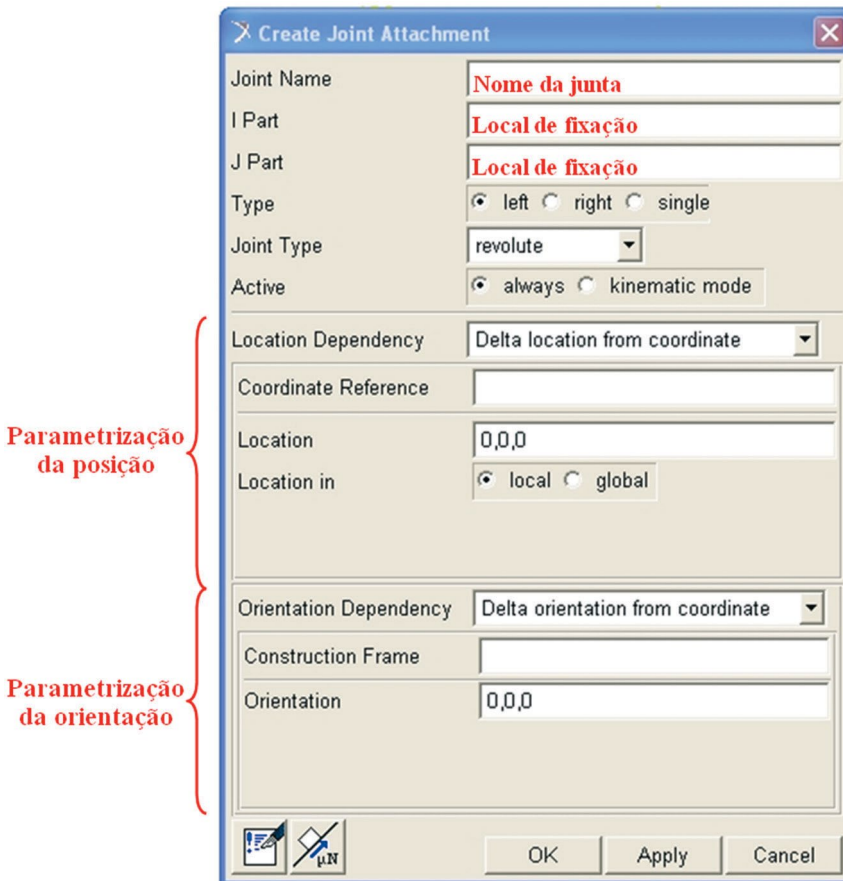 Create Joint Attachment
Joint Name Nome da junta
I Part Local de fixação
J Part Local de fixação
Type left right single
Joint Type revolute
Active always kinematic mode
Location Dependency Delta location from coordinate
Coordinate Reference
Parametrização
da posição
Location 0,0,0
Location in local global
Orientation Dependency Delta orientation from coordinate
Construction Frame
Parametrização
da orientação
Orientation 0,0,0
μN
OK Apply Cancel